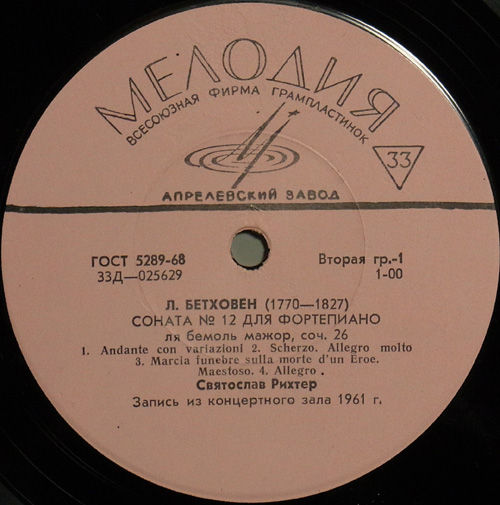 МЕЛОДИЯ
ВСЕСОЮЗНАЯ ФИРМА ГРАМПЛАСТИНОК
33
АПРЕЛЕВСКИЙ ЗАВОД
ГОСТ 5289-68 Вторая гр.-1
33Д—025629 1-00
Л. БЕТХОВЕН (1770—1827)
СОНАТА № 12 ДЛЯ ФОРТЕПИАНО
ля бемоль мажор, соч. 26
1. Andante con variazioni 2. Scherzo. Allegro molto
3. Marcia funebre sulla morte d'un Eroe.
Maestoso. 4. Allegro
Святослав Рихтер
Запись из концертного зала 1961 г.